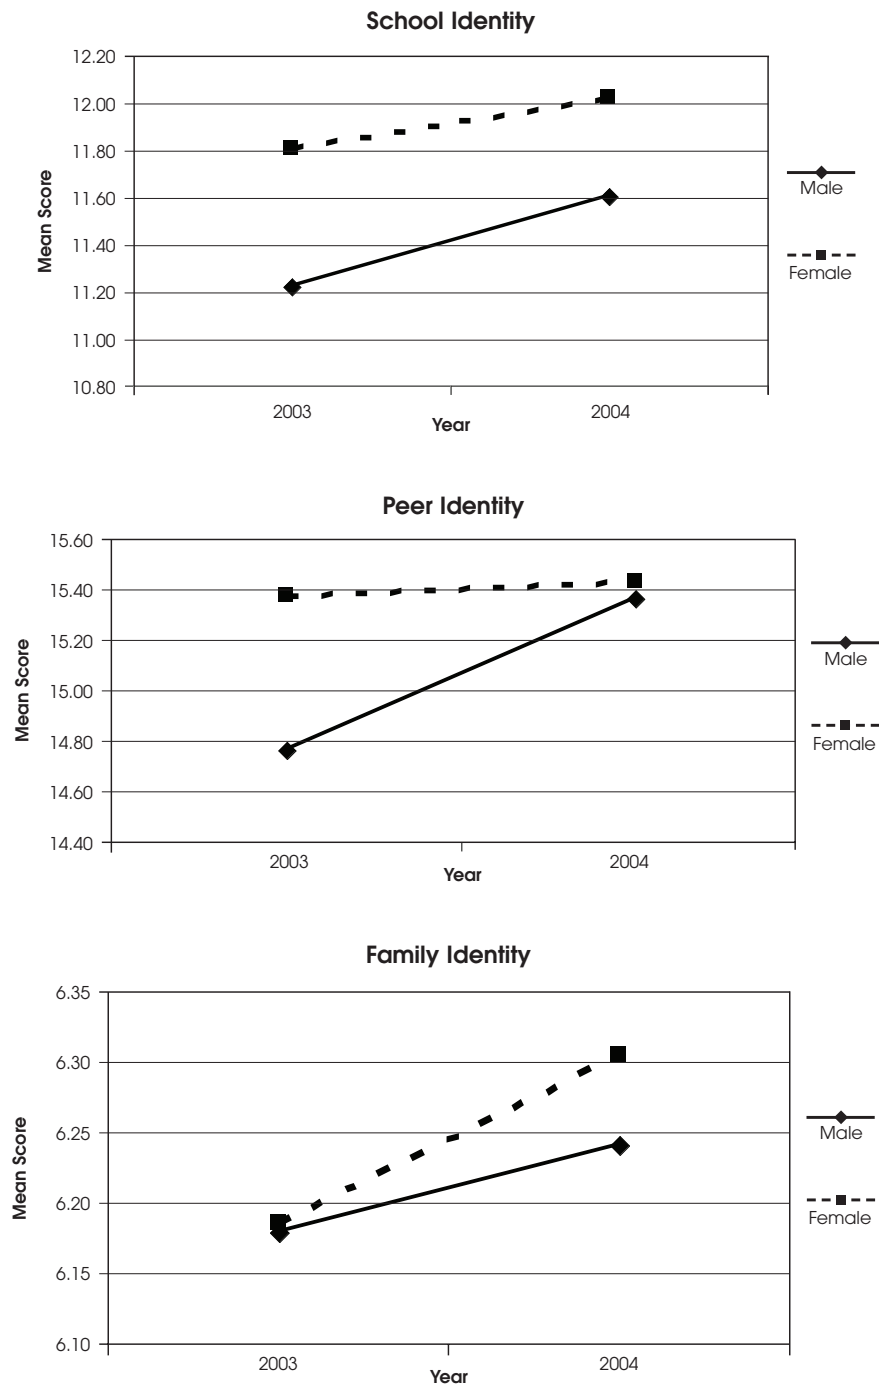 School Identity
12.20
12.00
11.80
11.60
11.40
11.20
11.00
10.80
Mean Score
2003
2004
Year
Male
Female
Peer Identity
15.60
15.40
15.20
15.00
14.80
14.60
14.40
Mean Score
2003
2004
Year
Male
Female
Family Identity
6.35
6.30
6.25
6.20
6.15
6.10
Mean Score
2003
2004
Year
Male
Female